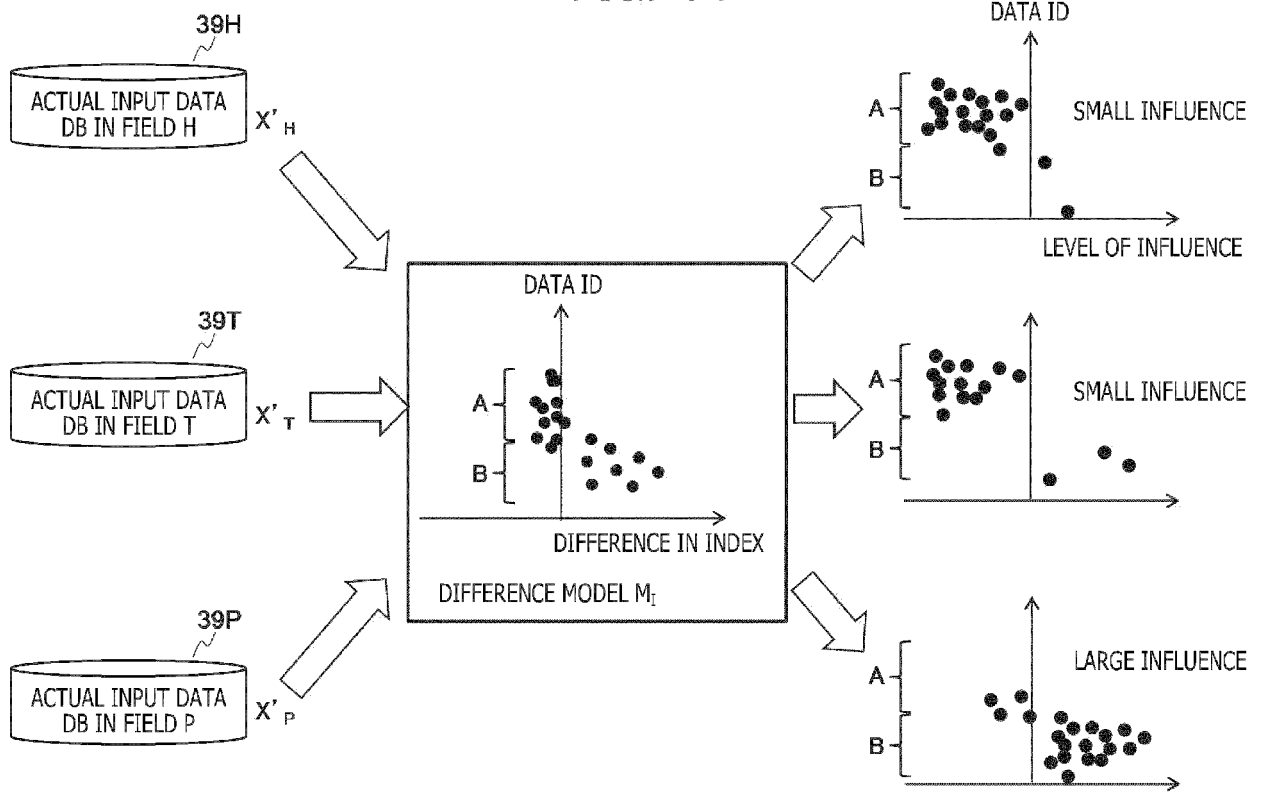 39H
ACTUAL INPUT DATA
DB IN FIELD H
X'H
39T
ACTUAL INPUT DATA
DB IN FIELD T
X'T
39P
ACTUAL INPUT DATA
DB IN FIELD P
X'P
DATA ID
A
B
DIFFERENCE IN INDEX
DIFFERENCE MODEL MI
DATA ID
A
B
SMALL INFLUENCE
LEVEL OF INFLUENCE
A
B
SMALL INFLUENCE
A
B
LARGE INFLUENCE